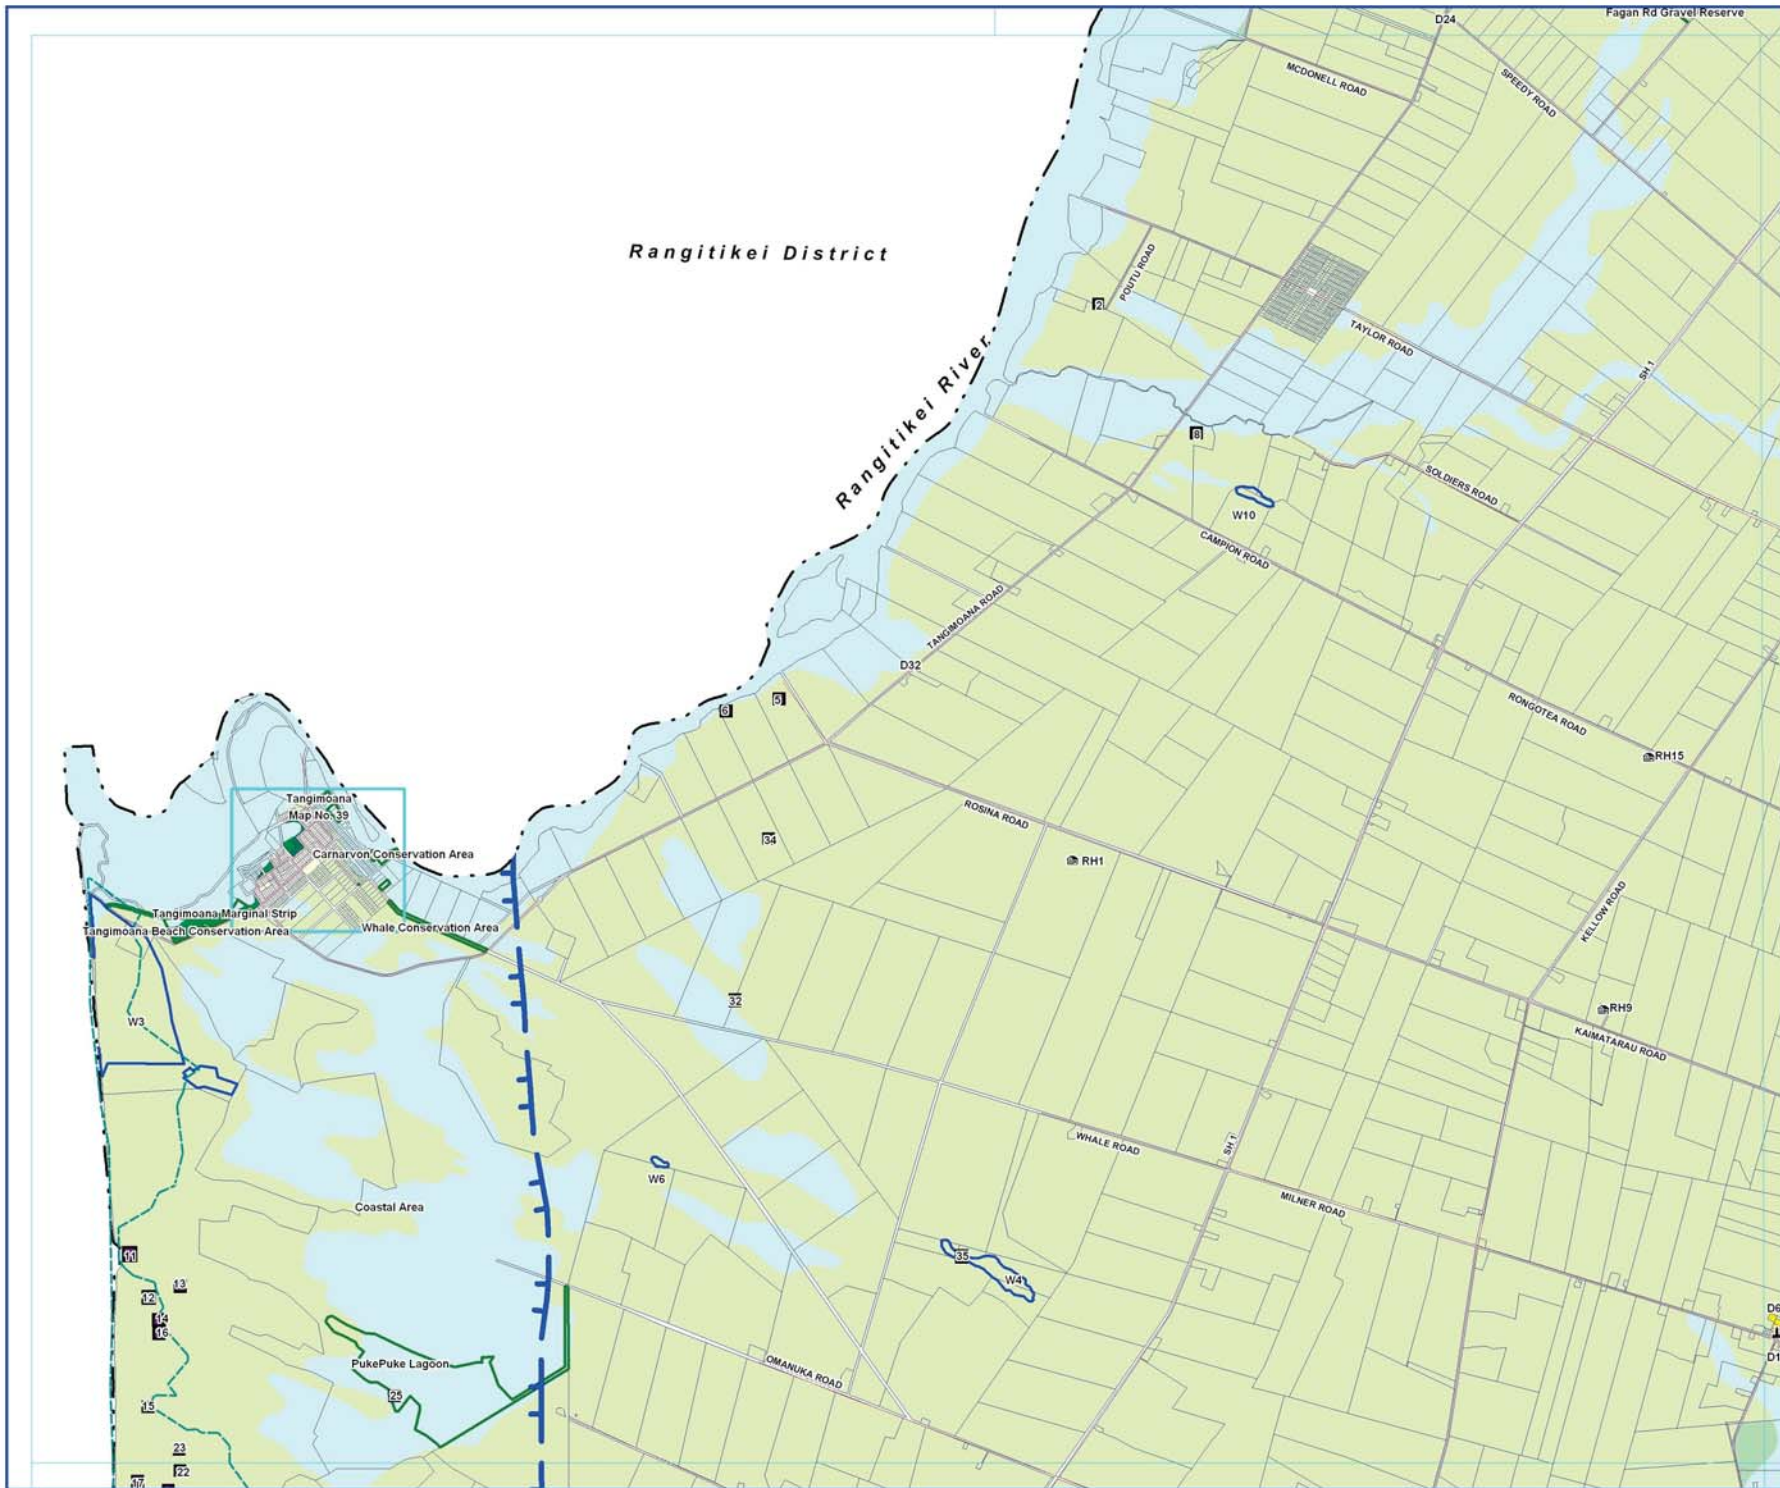 Fagan Rd Gravel Reserve
D24
MCDONELL ROAD
SPEEDY ROAD
Rangitikei District
POUTU ROAD
2
TAYLOR ROAD
SH 1
Rangitikei River
8
SOLDIERS ROAD
W10
CAMPION ROAD
TANGIMOANA ROAD
D32
5
6
RONGOTEA ROAD
RH15
Tangimoana
Map No. 39
ROSINA ROAD
34
Carnarvon Conservation Area
RH1
KELLOW ROAD
Tangimoana Marginal Strip
Whale Conservation Area
Tangimoana Beach Conservation Area
32
RH9
W3
KAIMATARAU ROAD
WHALE ROAD
SH 1
W6
MILNER ROAD
Coastal Area
11
35
W4
13
12
14
16
D6
D1
PukePuke Lagoon
OMANUKA ROAD
25
15
23
22
17